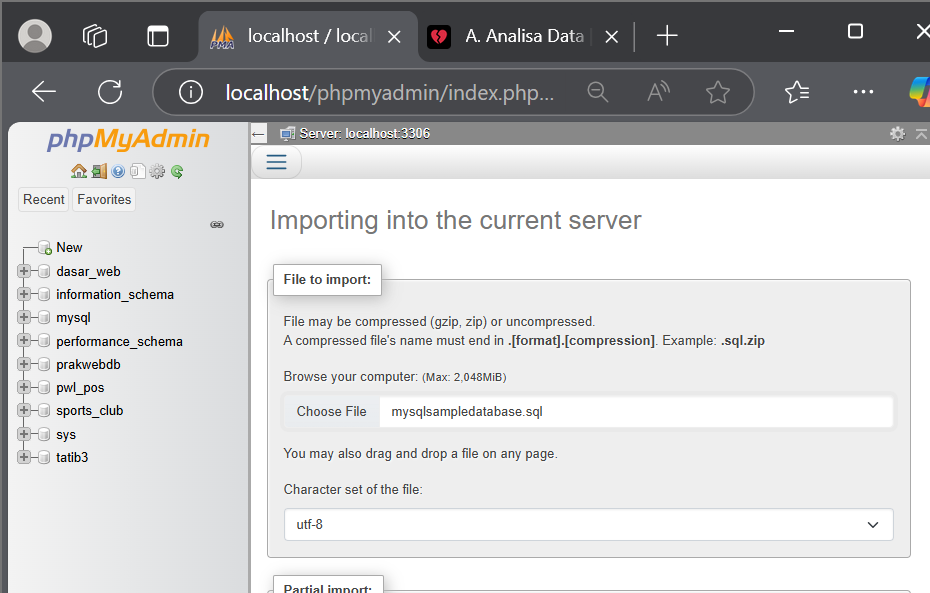 localhost / local
A. Analisa Data
localhost/phpmyadmin/index.php...
phpMyAdmin
Server: localhost:3306
Recent
Favorites
New
dasar_web
information_schema
mysql
performance_schema
prakwebdb
pwl_pos
sports_club
sys
tatib3
Importing into the current server
File to import:
File may be compressed (gzip, zip) or uncompressed.
A compressed file's name must end in .[format].[compression]. Example: .sql.zip
Browse your computer: (Max: 2,048MiB)
Choose File mysqlsampledatabase.sql
You may also drag and drop a file on any page.
Character set of the file:
utf-8
Partial import: